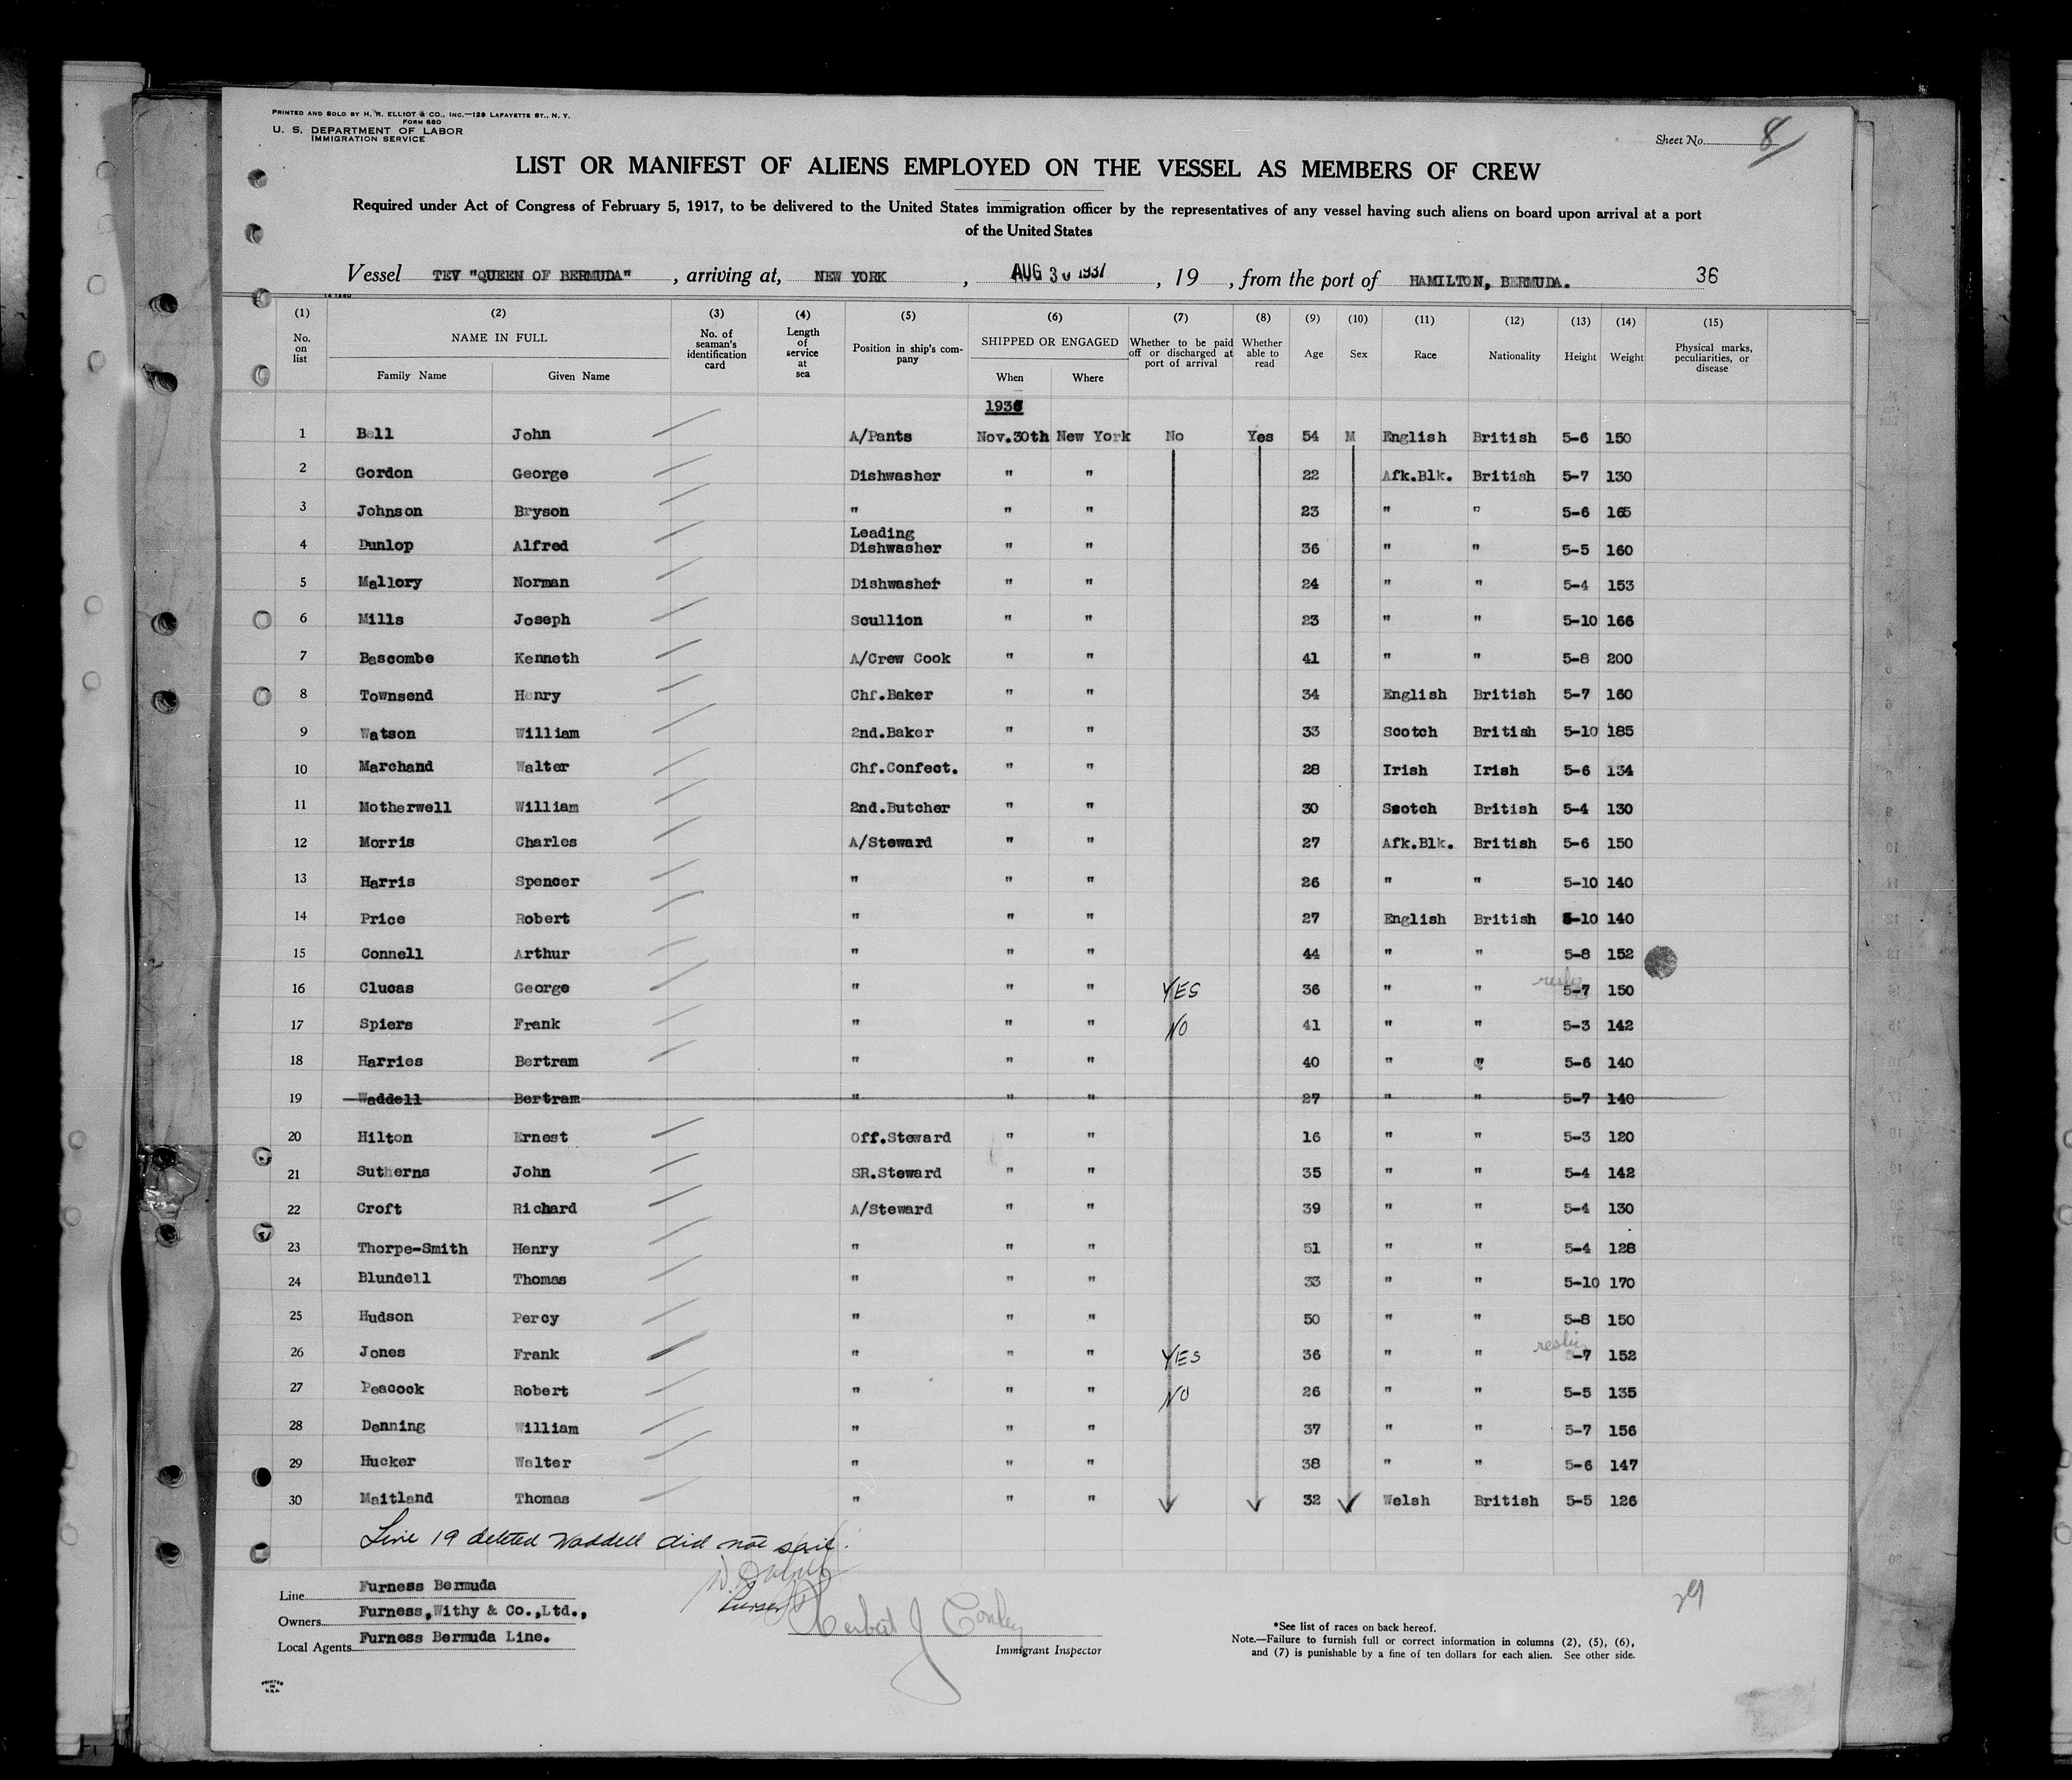 PRINTED AND SOLD BY H. R. ELLIOT & CO., INC.—129 LAFAYETTE ST., N. Y.
FORM 680
U. S. DEPARTMENT OF LABOR
IMMIGRATION SERVICE
Sheet No. 8
LIST OR MANIFEST OF ALIENS EMPLOYED ON THE VESSEL AS MEMBERS OF CREW
Required under Act of Congress of February 5, 1917, to be delivered to the United States immigration officer by the representatives of any vessel having such aliens on board upon arrival at a port
of the United States
Vessel TEV "QUEEN OF BERMUDA" , arriving at, NEW YORK , AUG 30 1937 , 19 , from the port of HAMILTON, BERMUDA. 36
14 1240
(1) (2) (3) (4) (5) (6) (7) (8) (9) (10) (11) (12) (13) (14) (15)
No. on list NAME IN FULL Family Name Given Name No. of seaman's identification card Length of service at sea Position in ship's company SHIPPED OR ENGAGED When Where Whether to be paid off or discharged at port of arrival Whether able to read Age Sex Race Nationality Height Weight Physical marks, peculiarities, or disease
1936
1 Bell John A/Pants Nov.30th New York No Yes 54 M English British 5-6 150
2 Gordon George Dishwasher " " 22 Afk.Blk. British 5-7 130
3 Johnson Bryson " " " 23 " " 5-6 165
4 Dunlop Alfred Leading Dishwasher " " 36 " " 5-5 160
5 Mallory Norman Dishwasher " " 24 " " 5-4 153
6 Mills Joseph Scullion " " 23 " " 5-10 166
7 Bascombe Kenneth A/Crew Cook " " 41 " " 5-8 200
8 Townsend Henry Chf.Baker " " 34 English British 5-7 160
9 Watson William 2nd.Baker " " 33 Scotch British 5-10 185
10 Marchand Walter Chf.Confect. " " 28 Irish Irish 5-6 134
11 Motherwell William 2nd.Butcher " " 30 Scotch British 5-4 130
12 Morris Charles A/Steward " " 27 Afk.Blk. British 5-6 150
13 Harris Spencer " " " 26 " " 5-10 140
14 Price Robert " " " 27 English British 5-10 140
15 Connell Arthur " " " 44 " " 5-8 152
16 Clucas George " " " YES 36 " " 5-7 150
17 Spiers Frank " " " NO 41 " " 5-3 142
18 Harries Bertram " " " 40 " " 5-6 140
19 Waddell Bertram " " " 27 " " 5-7 140
20 Hilton Ernest Off.Steward " " 16 " " 5-3 120
21 Sutherns John SR.Steward " " 35 " " 5-4 142
22 Croft Richard A/Steward " " 39 " " 5-4 130
23 Thorpe-Smith Henry " " " 51 " " 5-4 128
24 Blundell Thomas " " " 33 " " 5-10 170
25 Hudson Percy " " " 50 " " 5-8 150
26 Jones Frank " " " YES 36 " " -7 152
27 Peacock Robert " " " NO 26 " " 5-5 135
28 Denning William " " " 37 " " 5-7 156
29 Hucker Walter " " " 38 " " 5-6 147
30 Maitland Thomas " " " 32 Welsh British 5-5 126
Line 19 deleted Waddell did not sail.
Purser
Line Furness Bermuda
Owners Furness,Withy & Co.,Ltd.,
Local Agents Furness Bermuda Line.
Herbert J Conley
Immigrant Inspector
*See list of races on back hereof.
Note.—Failure to furnish full or correct information in columns (2), (5), (6),
and (7) is punishable by a fine of ten dollars for each alien. See other side.
29
PRINTED
IN
U.S.A.